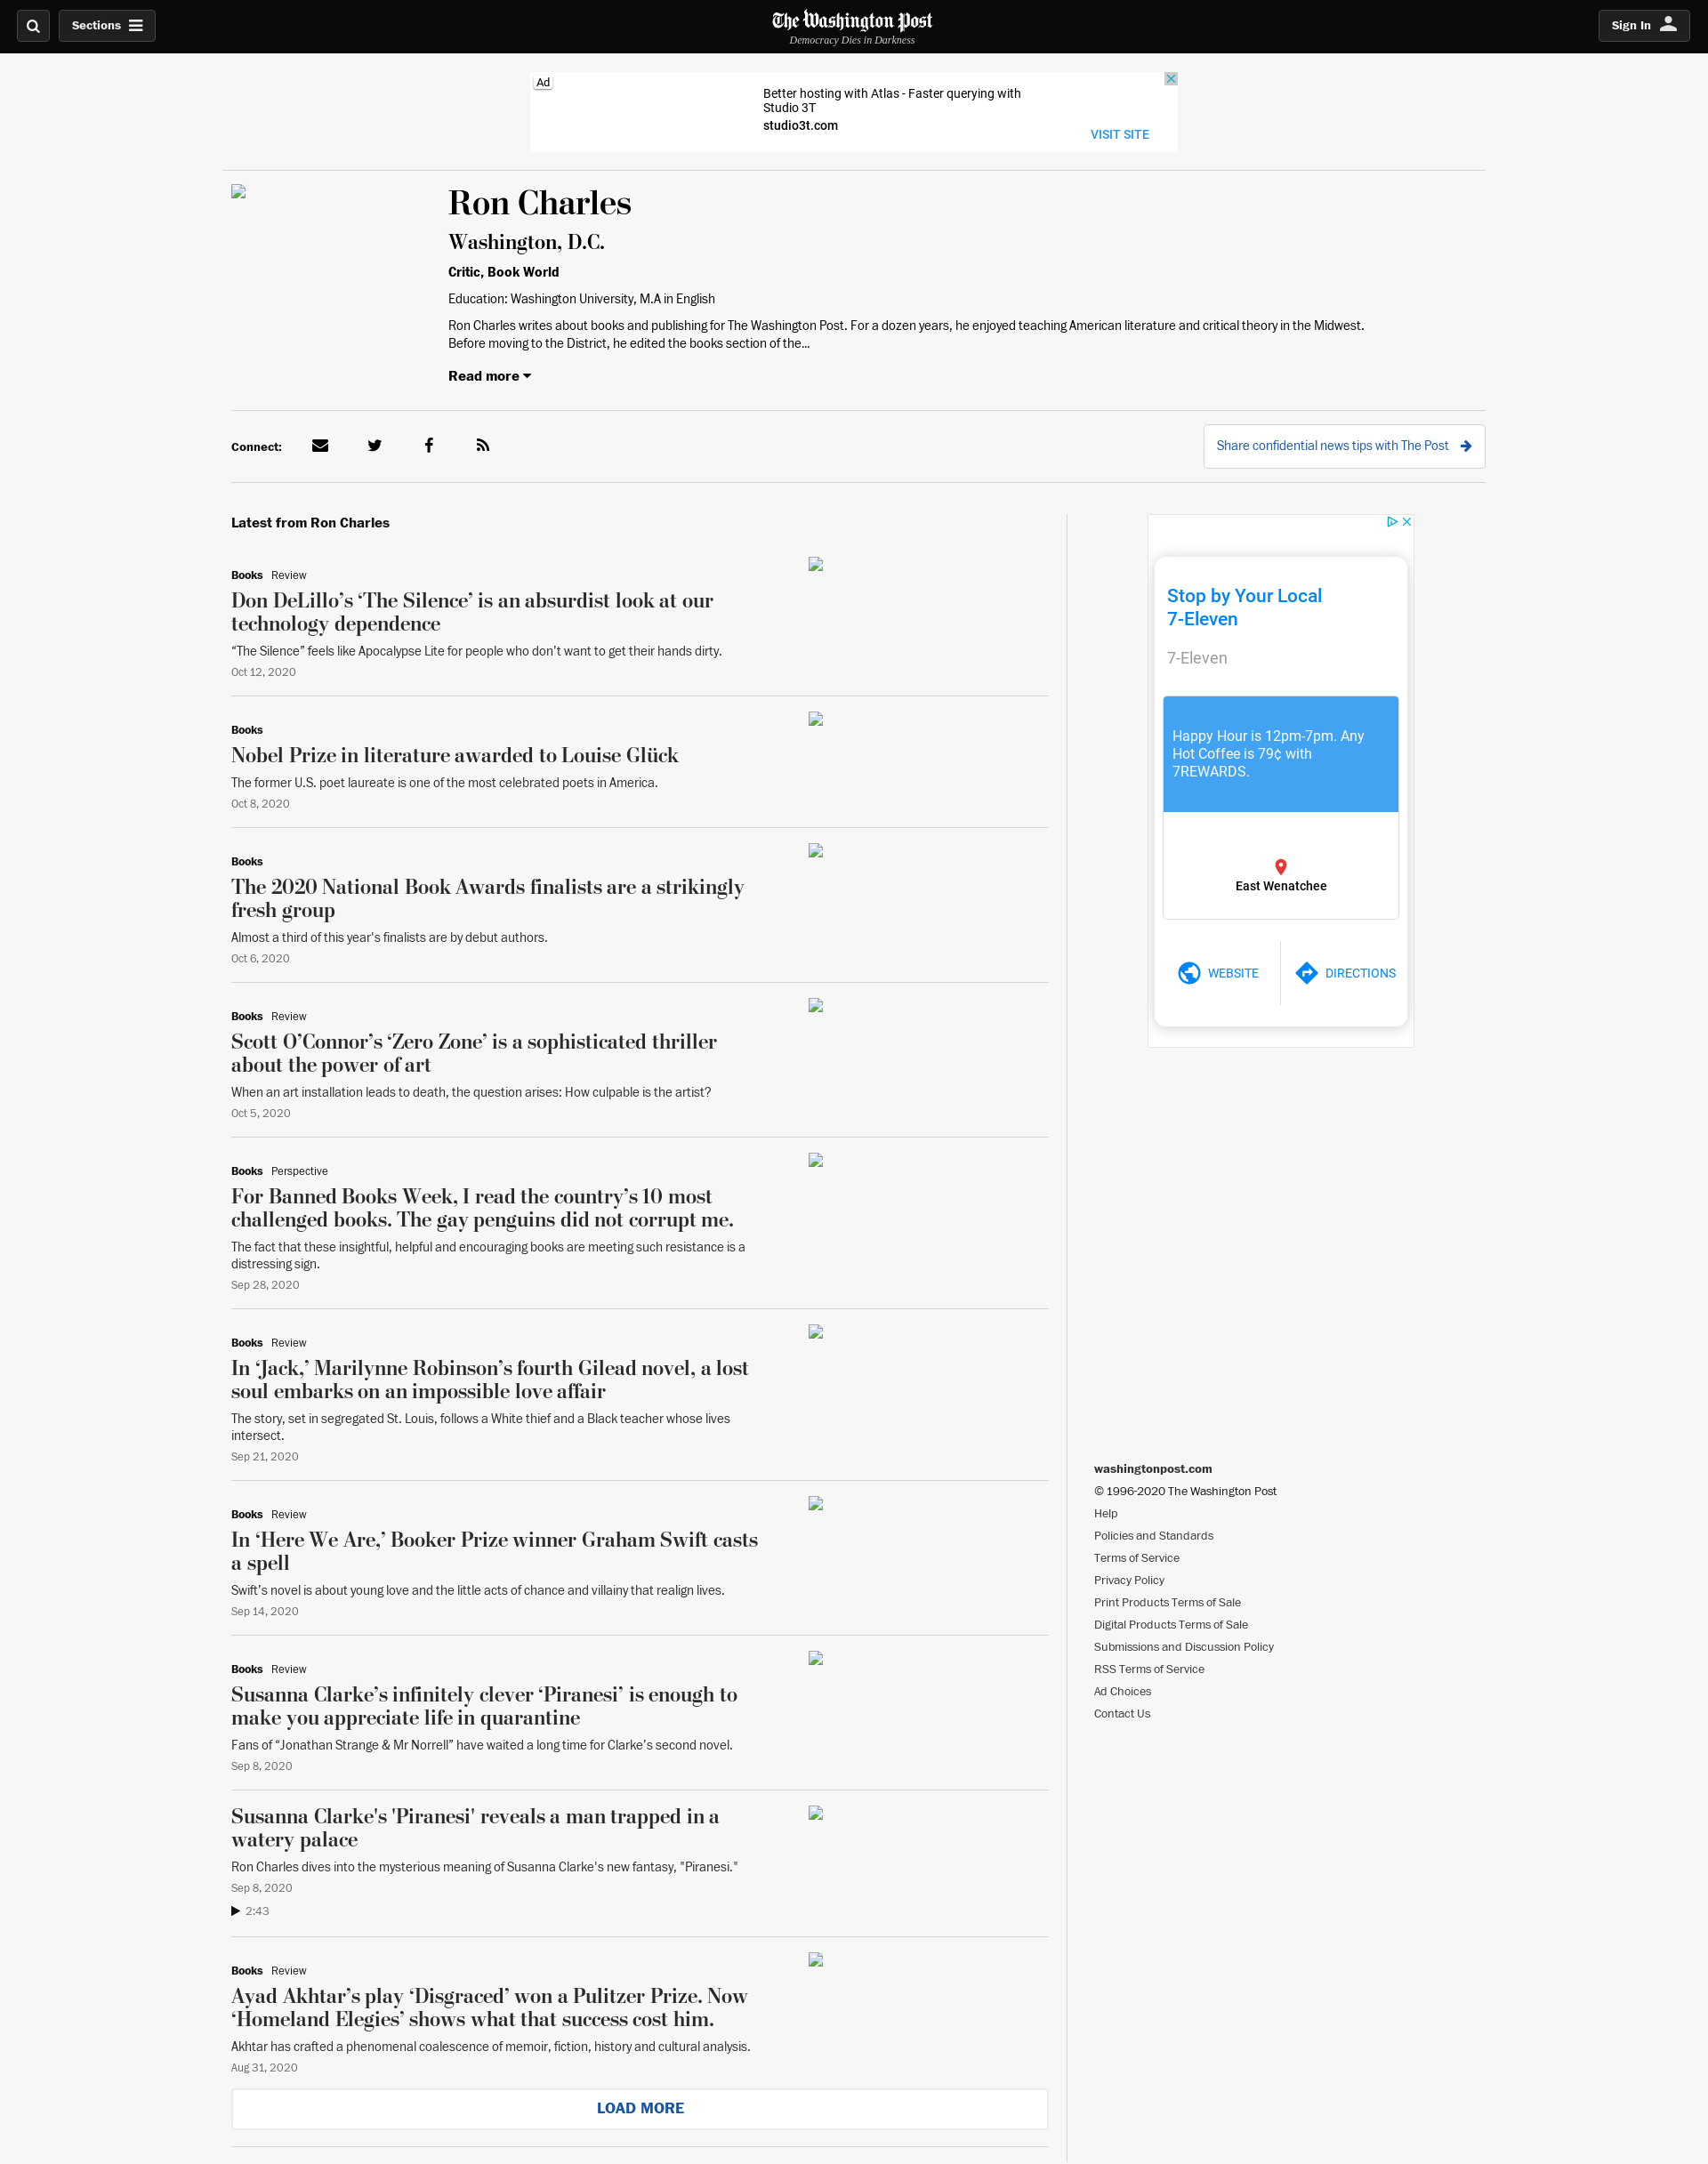 Sections
The Washington Post
Democracy Dies in Darkness
Sign In
Ad
Better hosting with Atlas - Faster querying with
Studio 3T
studio3t.com
VISIT SITE
Ron Charles
Washington, D.C.
Critic, Book World
Education: Washington University, M.A in English
Ron Charles writes about books and publishing for The Washington Post. For a dozen years, he enjoyed teaching American literature and critical theory in the Midwest.
Before moving to the District, he edited the books section of the...
Read more
Connect:
Share confidential news tips with The Post
Latest from Ron Charles
Books Review
Don DeLillo’s ‘The Silence’ is an absurdist look at our
technology dependence
“The Silence” feels like Apocalypse Lite for people who don’t want to get their hands dirty.
Oct 12, 2020
Books
Nobel Prize in literature awarded to Louise Glück
The former U.S. poet laureate is one of the most celebrated poets in America.
Oct 8, 2020
Books
The 2020 National Book Awards finalists are a strikingly
fresh group
Almost a third of this year's finalists are by debut authors.
Oct 6, 2020
Books Review
Scott O’Connor’s ‘Zero Zone’ is a sophisticated thriller
about the power of art
When an art installation leads to death, the question arises: How culpable is the artist?
Oct 5, 2020
Books Perspective
For Banned Books Week, I read the country’s 10 most
challenged books. The gay penguins did not corrupt me.
The fact that these insightful, helpful and encouraging books are meeting such resistance is a
distressing sign.
Sep 28, 2020
Books Review
In ‘Jack,’ Marilynne Robinson’s fourth Gilead novel, a lost
soul embarks on an impossible love affair
The story, set in segregated St. Louis, follows a White thief and a Black teacher whose lives
intersect.
Sep 21, 2020
Books Review
In ‘Here We Are,’ Booker Prize winner Graham Swift casts
a spell
Swift’s novel is about young love and the little acts of chance and villainy that realign lives.
Sep 14, 2020
Books Review
Susanna Clarke’s infinitely clever ‘Piranesi’ is enough to
make you appreciate life in quarantine
Fans of “Jonathan Strange & Mr Norrell” have waited a long time for Clarke’s second novel.
Sep 8, 2020
Susanna Clarke's 'Piranesi' reveals a man trapped in a
watery palace
Ron Charles dives into the mysterious meaning of Susanna Clarke's new fantasy, "Piranesi."
Sep 8, 2020
2:43
Books Review
Ayad Akhtar’s play ‘Disgraced’ won a Pulitzer Prize. Now
‘Homeland Elegies’ shows what that success cost him.
Akhtar has crafted a phenomenal coalescence of memoir, fiction, history and cultural analysis.
Aug 31, 2020
LOAD MORE
Stop by Your Local
7-Eleven
7-Eleven
Happy Hour is 12pm-7pm. Any
Hot Coffee is 79¢ with
7REWARDS.
East Wenatchee
WEBSITE
DIRECTIONS
washingtonpost.com
© 1996-2020 The Washington Post
Help
Policies and Standards
Terms of Service
Privacy Policy
Print Products Terms of Sale
Digital Products Terms of Sale
Submissions and Discussion Policy
RSS Terms of Service
Ad Choices
Contact Us